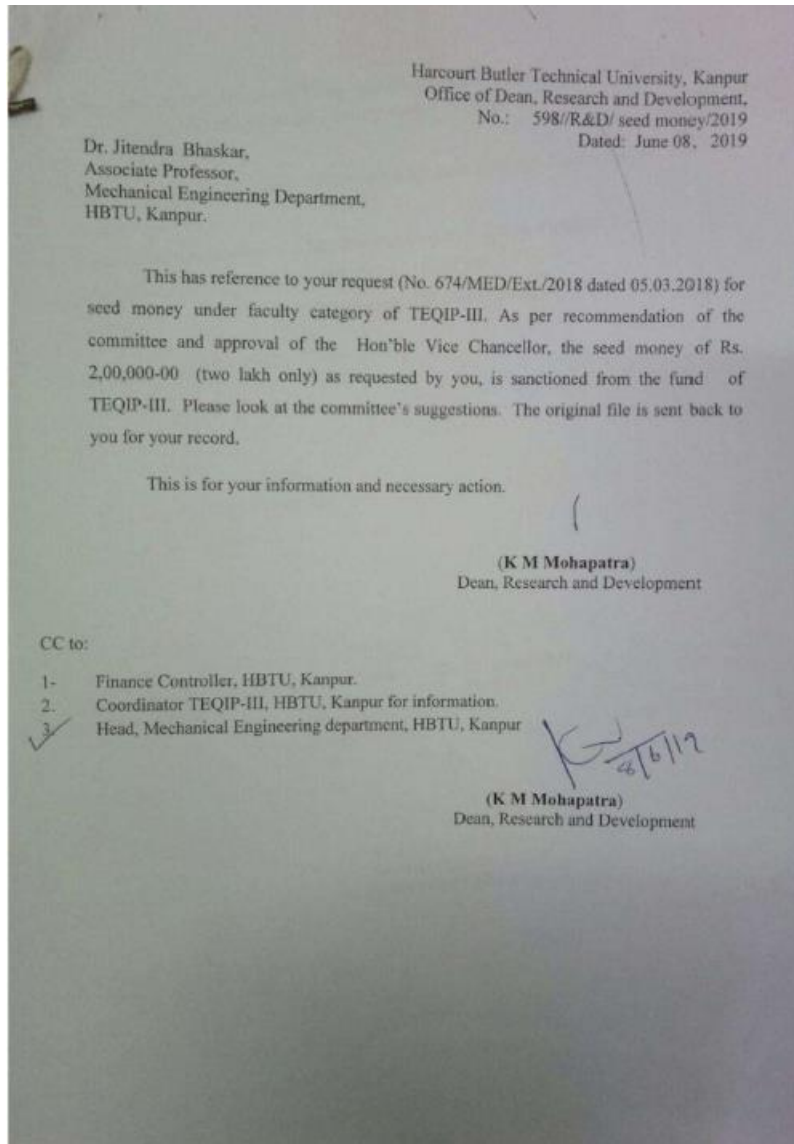 Harcourt Butler Technical University, Kanpur
Office of Dean, Research and Development,
No.: 598//R&D/ seed money/2019
Dated: June 08, 2019
Dr. Jitendra Bhaskar,
Associate Professor,
Mechanical Engineering Department,
HBTU, Kanpur.
This has reference to your request (No. 674/MED/Ext./2018 dated 05.03.2018) for
seed money under faculty category of TEQIP-III. As per recommendation of the
committee and approval of the Hon'ble Vice Chancellor, the seed money of Rs.
2,00,000-00 (two lakh only) as requested by you, is sanctioned from the fund of
TEQIP-III. Please look at the committee's suggestions. The original file is sent back to
you for your record.
This is for your information and necessary action.
(K M Mohapatra)
Dean, Research and Development
CC to:
1- Finance Controller, HBTU, Kanpur.
2. Coordinator TEQIP-III, HBTU, Kanpur for information.
3. Head, Mechanical Engineering department, HBTU, Kanpur
(K M Mohapatra)
Dean, Research and Development